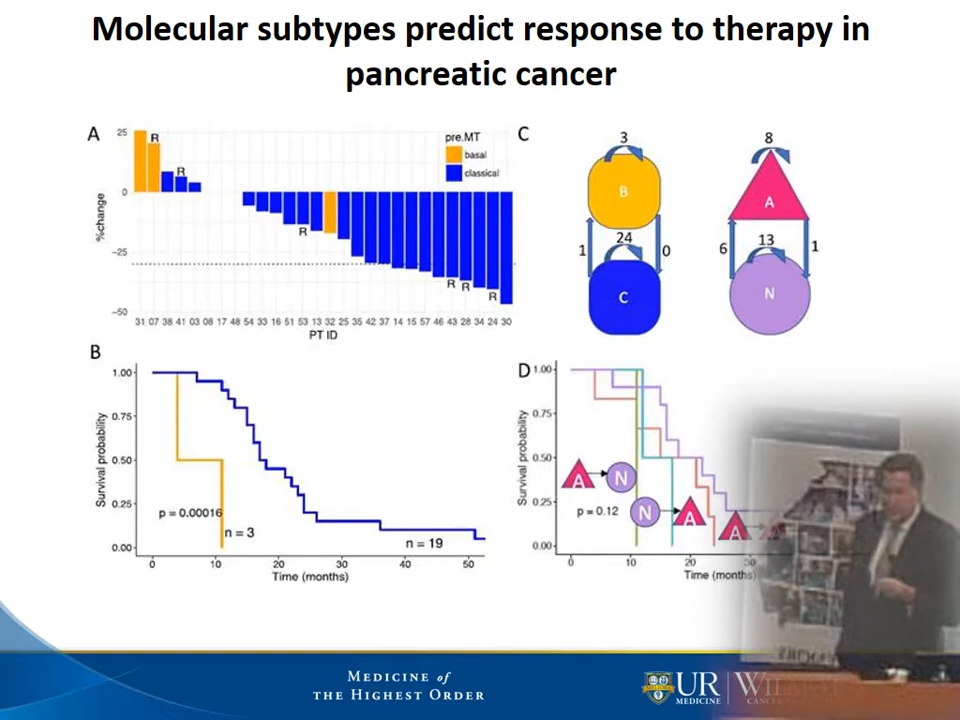 Molecular subtypes predict response to therapy in
pancreatic cancer
A
25
0
−25
−50
%change
R
R
R
R
R
R
pre.MT
basal
classical
31 07 38 41 03 08 17 48 54 33 16 51 53 13 32 25 35 42 37 14 15 57 46 43 28 34 24 30
PT ID
C
3
B
1
24
0
C
8
A
6
13
1
N
B
1.00
0.75
0.50
0.25
0.00
Survival probability
p = 0.00016
n = 3
n = 19
0 10 20 30 40 50
Time (months)
D
1.00
0.75
0.50
0.25
0.00
Survival probability
A N
N A
A
p = 0.12
0 10
Time (months)
MEDICINE of
THE HIGHEST ORDER
MELIORA
UR
MEDICINE